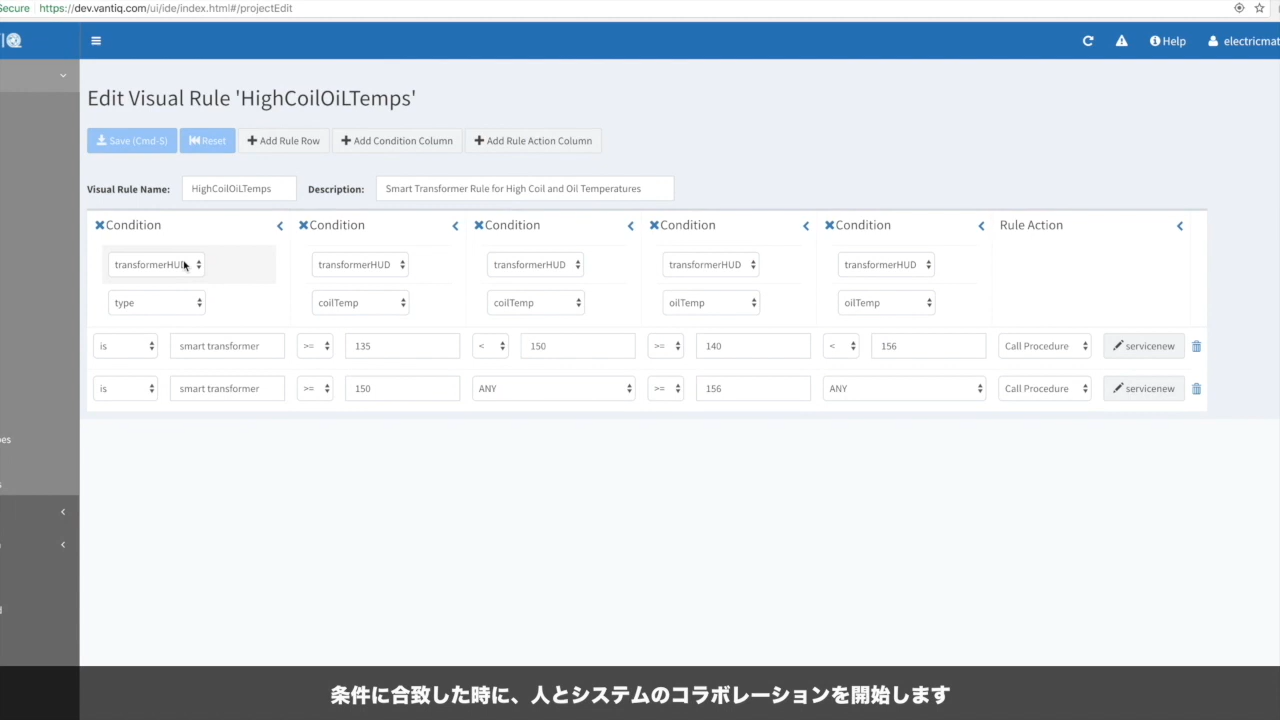 Secure https://dev.vantiq.com/ui/ide/index.html#/projectEdit
IQ Help electricmat
Edit Visual Rule 'HighCoilOiLTemps'
Save (Cmd-S) Reset Add Rule Row Add Condition Column Add Rule Action Column
Visual Rule Name: HighCoilOiLTemps Description: Smart Transformer Rule for High Coil and Oil Temperatures
Condition Condition Condition Condition Condition Rule Action
transformerHUD transformerHUD transformerHUD transformerHUD transformerHUD
type coilTemp coilTemp oilTemp oilTemp
is smart transformer >= 135 < 150 >= 140 < 156 Call Procedure servicenew
is smart transformer >= 150 ANY >= 156 ANY Call Procedure servicenew
条件に合致した時に、人とシステムのコラボレーションを開始します